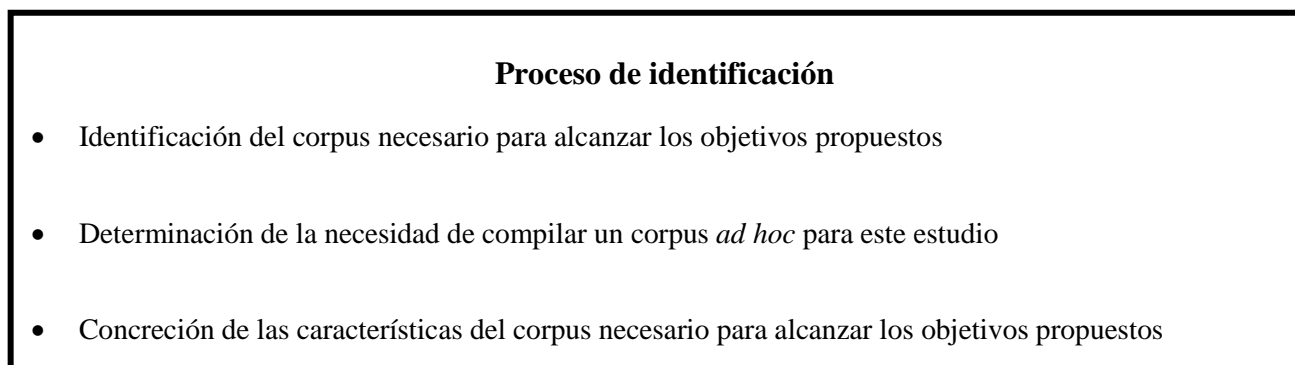 Proceso de identificación
• Identificación del corpus necesario para alcanzar los objetivos propuestos
• Determinación de la necesidad de compilar un corpus ad hoc para este estudio
• Concreción de las características del corpus necesario para alcanzar los objetivos propuestos